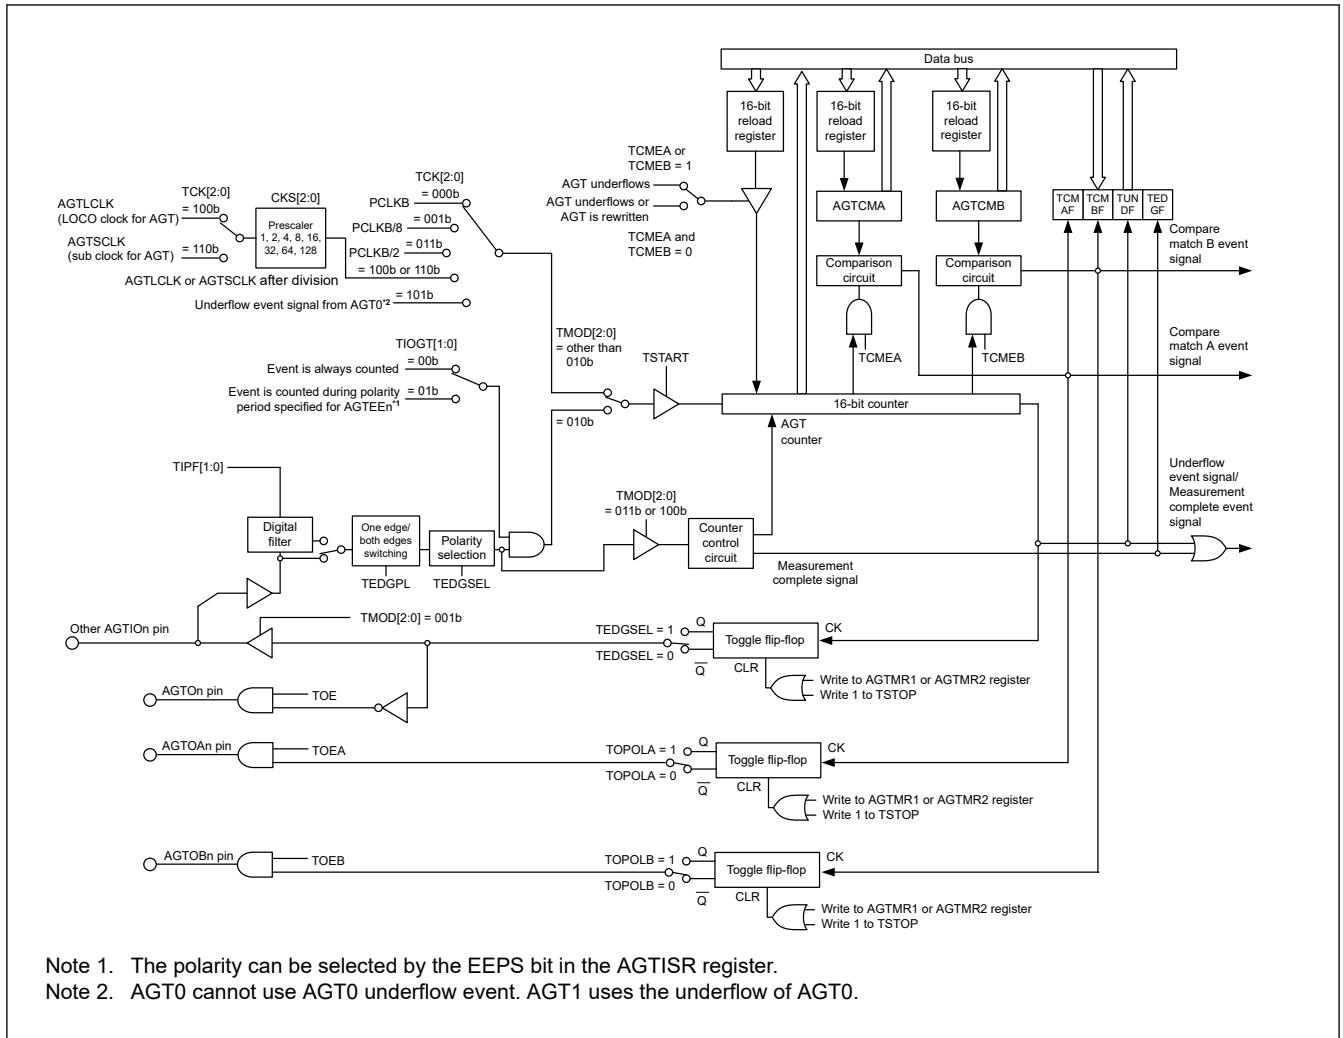 Data bus
16-bit
reload
register
16-bit
reload
register
16-bit
reload
register
TCMEA or
TCMEB = 1
AGT underflows
AGT underflows or
AGT is rewritten
TCMEA and
TCMEB = 0
TCK[2:0]
= 000b
PCLKB
= 001b
PCLKB/8
= 011b
PCLKB/2
= 100b or 110b
AGTLCLK or AGTSCLK after division
= 101b
Underflow event signal from AGT0*2
TCK[2:0]
AGTLCLK
(LOCO clock for AGT)
= 100b
AGTSCLK
(sub clock for AGT)
= 110b
CKS[2:0]
Prescaler
1, 2, 4, 8, 16,
32, 64, 128
AGTCMA
AGTCMB
TCM
AF
TCM
BF
TUN
DF
TED
GF
Comparison
circuit
Comparison
circuit
Compare
match B event
signal
TCMEA
TCMEB
Compare
match A event
signal
TIOGT[1:0]
= 00b
Event is always counted
Event is counted during polarity
period specified for AGTEEn*1
= 01b
TMOD[2:0]
= other than
010b
= 010b
TSTART
16-bit counter
AGT
counter
TIPF[1:0]
Digital
filter
One edge/
both edges
switching
Polarity
selection
TEDGPL
TEDGSEL
TMOD[2:0]
= 011b or 100b
Counter
control
circuit
Measurement
complete signal
Underflow
event signal/
Measurement
complete event
signal
Other AGTIOn pin
TMOD[2:0] = 001b
TEDGSEL = 1
TEDGSEL = 0
Q
Q
Toggle flip-flop
CK
CLR
Write to AGTMR1 or AGTMR2 register
Write 1 to TSTOP
AGTOn pin
TOE
AGTOAn pin
TOEA
TOPOLA = 1
TOPOLA = 0
Q
Q
Toggle flip-flop
CK
CLR
Write to AGTMR1 or AGTMR2 register
Write 1 to TSTOP
AGTOBn pin
TOEB
TOPOLB = 1
TOPOLB = 0
Q
Q
Toggle flip-flop
CK
CLR
Write to AGTMR1 or AGTMR2 register
Write 1 to TSTOP
Note 1. The polarity can be selected by the EEPS bit in the AGTISR register.
Note 2. AGT0 cannot use AGT0 underflow event. AGT1 uses the underflow of AGT0.